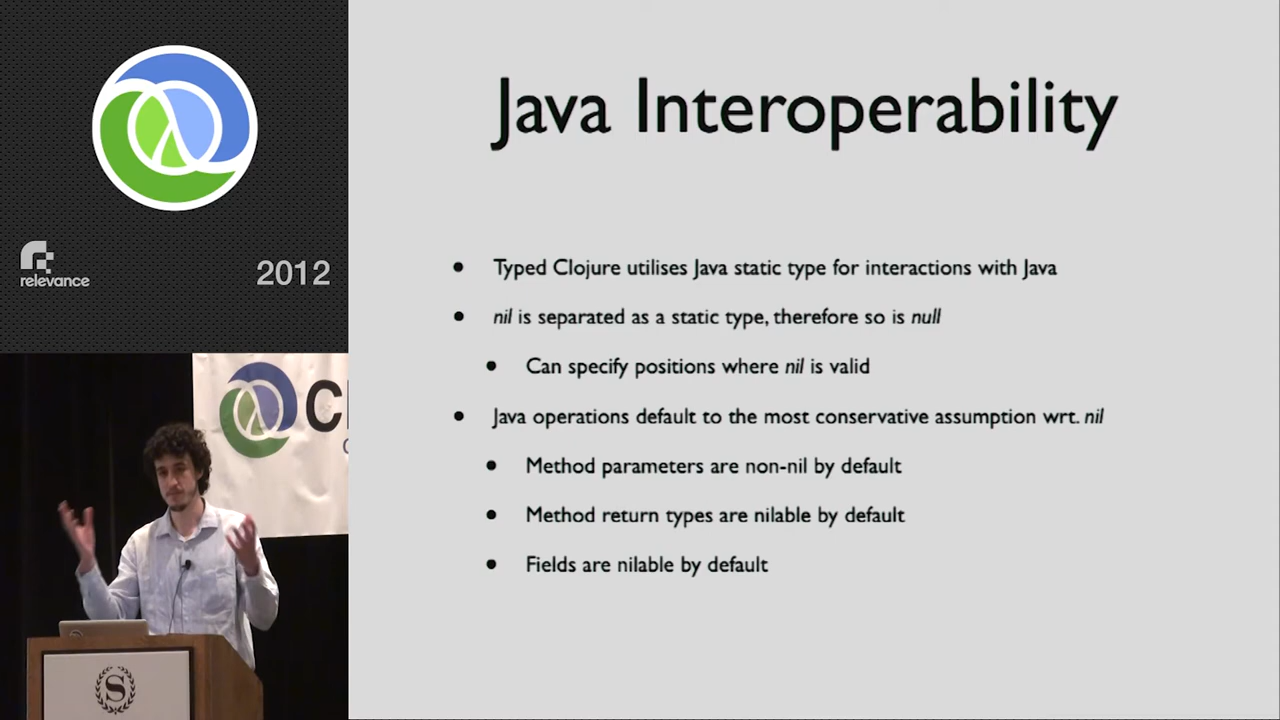 relevance
2012
C
S
Java Interoperability
Typed Clojure utilises Java static type for interactions with Java
nil is separated as a static type, therefore so is null
Can specify positions where nil is valid
Java operations default to the most conservative assumption wrt. nil
Method parameters are non-nil by default
Method return types are nilable by default
Fields are nilable by default